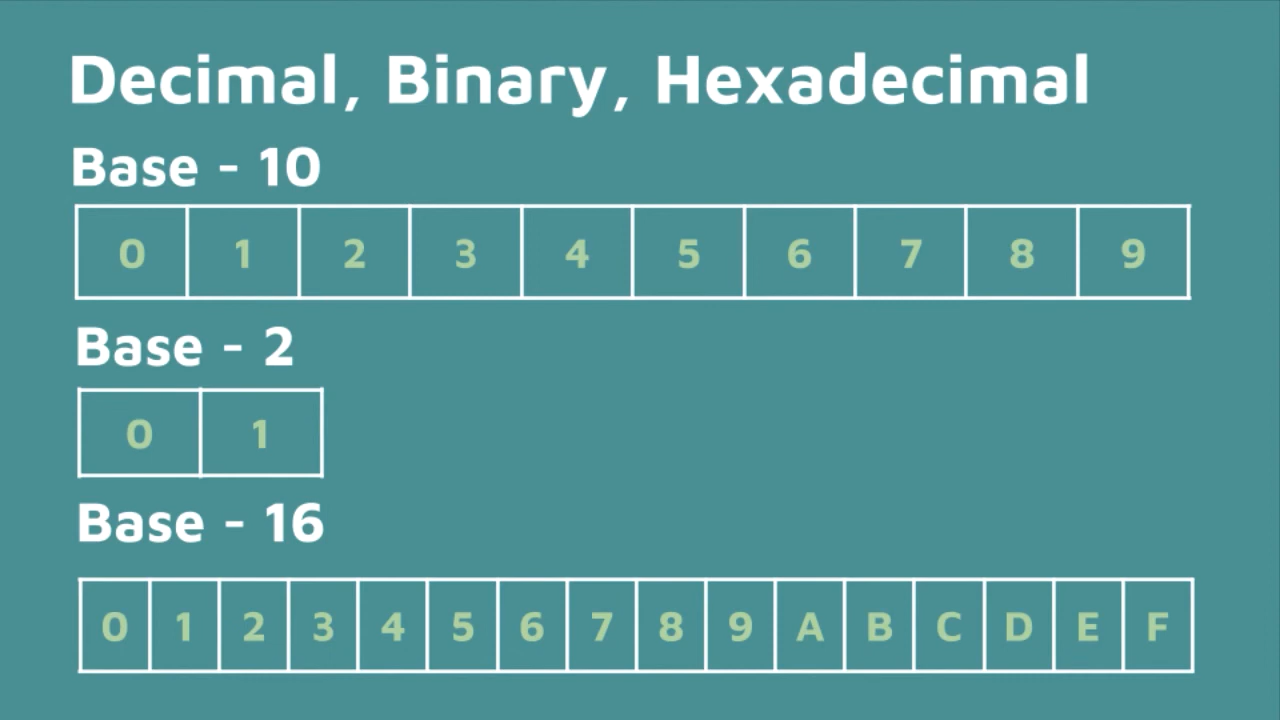 Decimal, Binary, Hexadecimal
Base - 10
0 1 2 3 4 5 6 7 8 9
Base - 2
0 1
Base - 16
0 1 2 3 4 5 6 7 8 9 A B C D E F